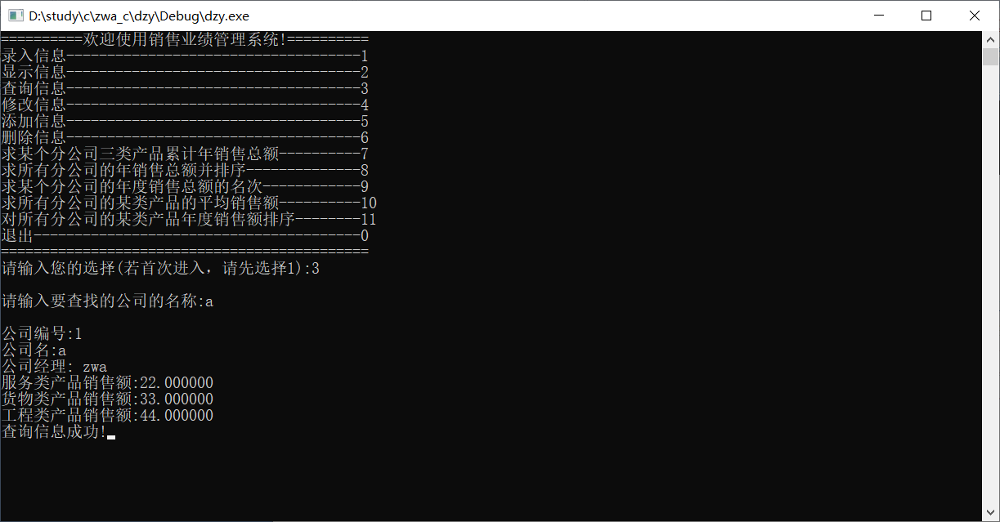 D:\study\c\zwa_c\dzy\Debug\dzy.exe
==========欢迎使用销售业绩管理系统!==========
录入信息------------------------------------1
显示信息------------------------------------2
查询信息------------------------------------3
修改信息------------------------------------4
添加信息------------------------------------5
删除信息------------------------------------6
求某个分公司三类产品累计年销售总额----------7
求所有分公司的年销售总额并排序--------------8
求某个分公司的年度销售总额的名次------------9
求所有分公司的某类产品的平均销售额----------10
对所有分公司的某类产品年度销售额排序--------11
退出----------------------------------------0
=============================================
请输入您的选择(若首次进入，请先选择1):3
请输入要查找的公司的名称:a
公司编号:1
公司名:a
公司经理: zwa
服务类产品销售额:22.000000
货物类产品销售额:33.000000
工程类产品销售额:44.000000
查询信息成功!